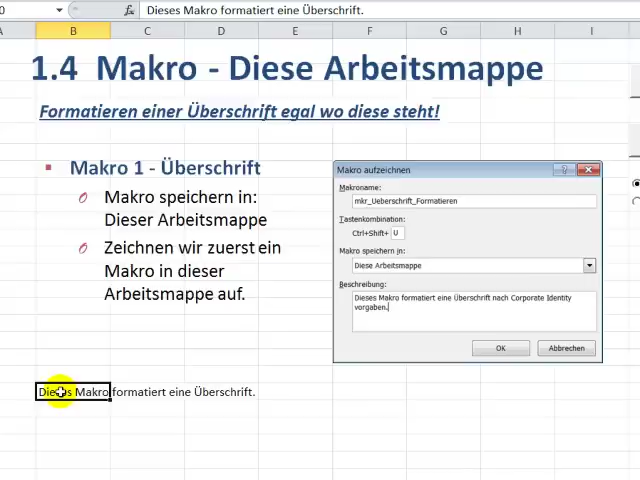 0 fx Dieses Makro formatiert eine Überschrift.
A B C D E F G H I
1.4 Makro - Diese Arbeitsmappe
Formatieren einer Überschrift egal wo diese steht!
Makro 1 - Überschrift
Makro speichern in:
Dieser Arbeitsmappe
Zeichnen wir zuerst ein
Makro in dieser
Arbeitsmappe auf.
Makro aufzeichnen
Makroname:
mkr_Ueberschrift_Formatieren
Tastenkombination:
Ctrl+Shift+ U
Makro speichern in:
Diese Arbeitsmappe
Beschreibung:
Dieses Makro formatiert eine Überschrift nach Corporate Identity
vorgaben.
OK Abbrechen
Dieses Makro formatiert eine Überschrift.